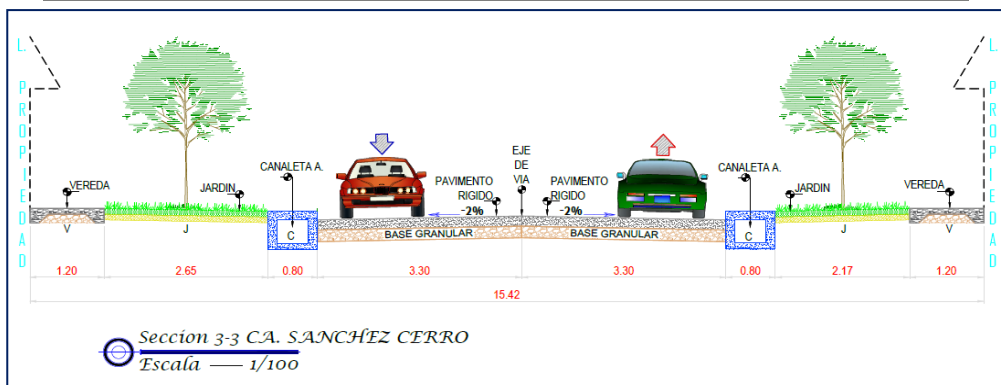 L. PROPIEDAD
VEREDA
JARDIN
CANALETA A.
PAVIMENTO
RIGIDO
-2%
EJE
DE
VIA
PAVIMENTO
RIGIDO
-2%
CANALETA A.
JARDIN
VEREDA
L. PROPIEDAD
V
J
C
BASE GRANULAR
BASE GRANULAR
C
J
V
1.20
2.65
0.80
3.30
3.30
0.80
2.17
1.20
15.42
Seccion 3-3 CA. SANCHEZ CERRO
Escala — 1/100